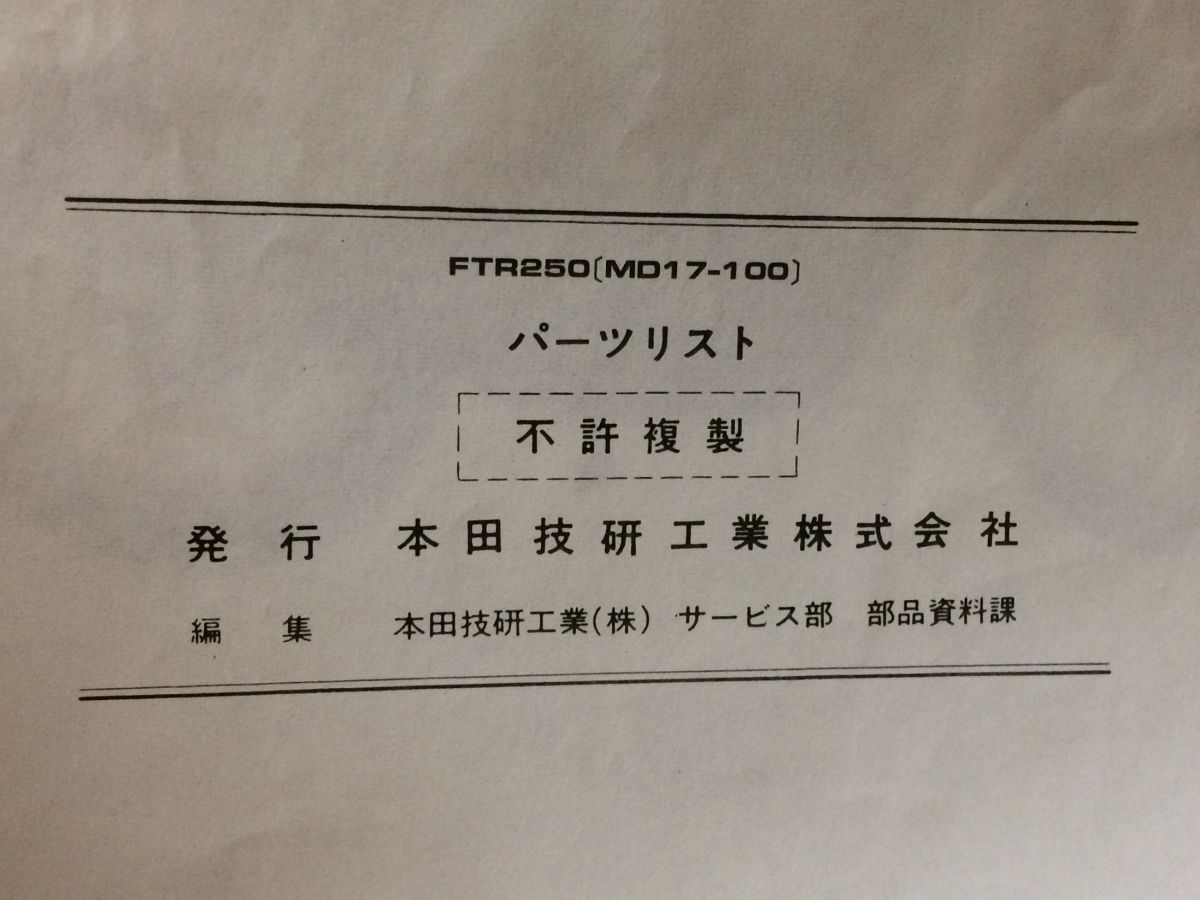 FTR250〔MD17-100〕
パーツリスト
不許複製
発行 本田技研工業株式会社
編集 本田技研工業(株) サービス部 部品資料課